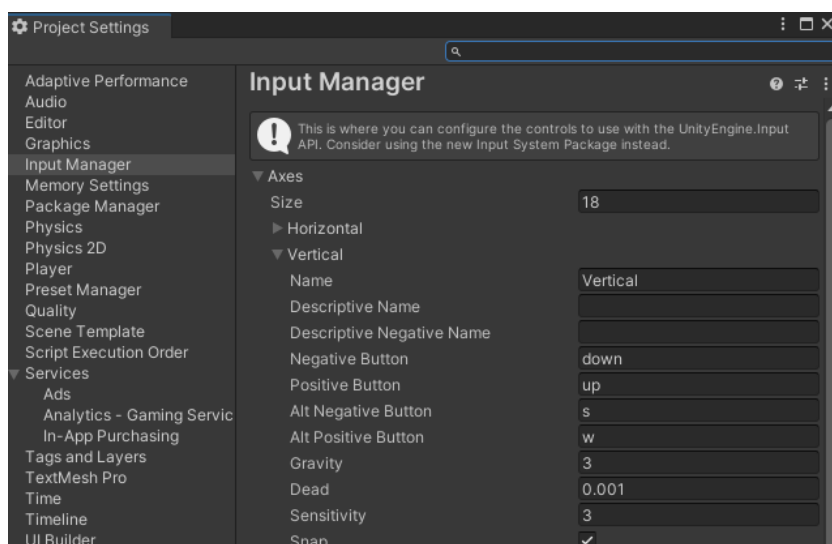 Project Settings
Adaptive Performance
Audio
Editor
Graphics
Input Manager
Memory Settings
Package Manager
Physics
Physics 2D
Player
Preset Manager
Quality
Scene Template
Script Execution Order
Services
Ads
Analytics - Gaming Servic
In-App Purchasing
Tags and Layers
TextMesh Pro
Time
Timeline
UI Builder
Input Manager
This is where you can configure the controls to use with the UnityEngine.Input
API. Consider using the new Input System Package instead.
Axes
Size 18
Horizontal
Vertical
Name Vertical
Descriptive Name
Descriptive Negative Name
Negative Button down
Positive Button up
Alt Negative Button s
Alt Positive Button w
Gravity 3
Dead 0.001
Sensitivity 3
Snap